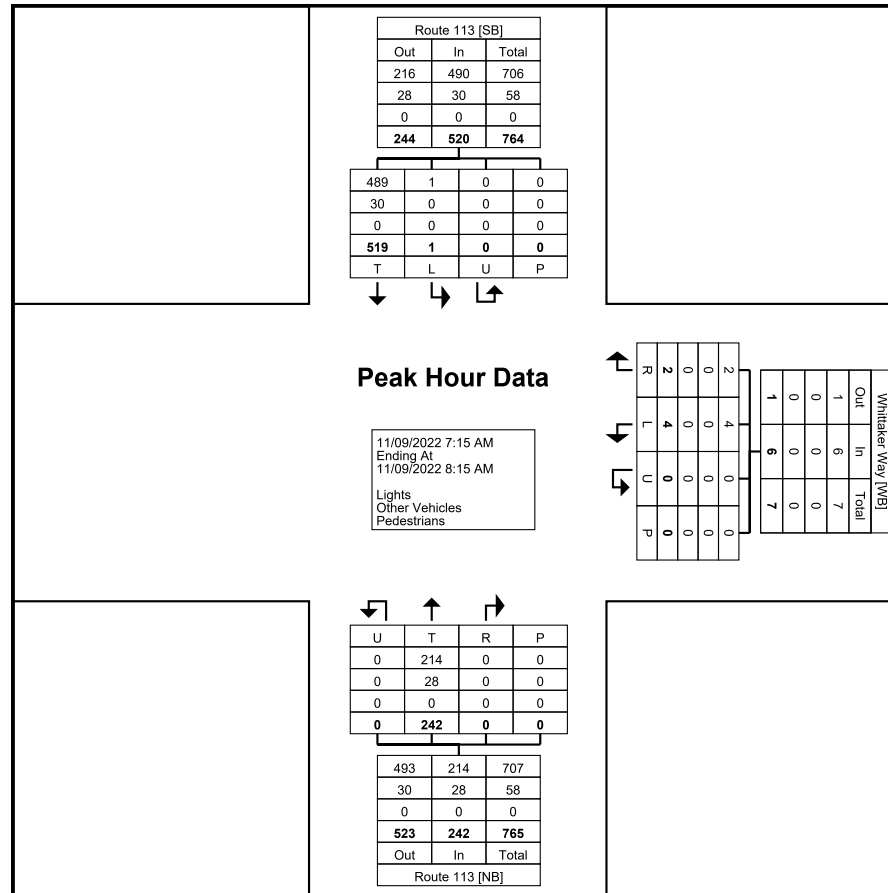 Route 113 [SB]
Out In Total
216 490 706
28 30 58
0 0 0
244 520 764
489 1 0 0
30 0 0 0
0 0 0 0
519 1 0 0
T L U P
Peak Hour Data
11/09/2022 7:15 AM
Ending At
11/09/2022 8:15 AM
Lights
Other Vehicles
Pedestrians
Whittaker Way [WB]
Out In Total
1 6 7
0 0 0
0 0 0
1 6 7
2 4 0 0
0 0 0 0
0 0 0 0
2 4 0 0
R L U P
U T R P
0 214 0 0
0 28 0 0
0 0 0 0
0 242 0 0
493 214 707
30 28 58
0 0 0
523 242 765
Out In Total
Route 113 [NB]